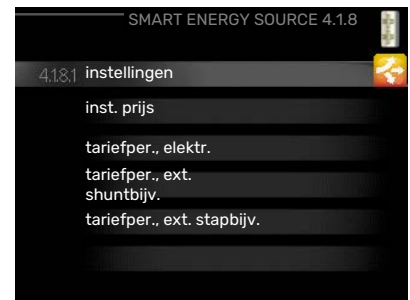 SMART ENERGY SOURCE 4.1.8
4.1.8.1 instellingen
inst. prijs
tariefper., elektr.
tariefper., ext.
shuntbijv.
tariefper., ext. stapbijv.